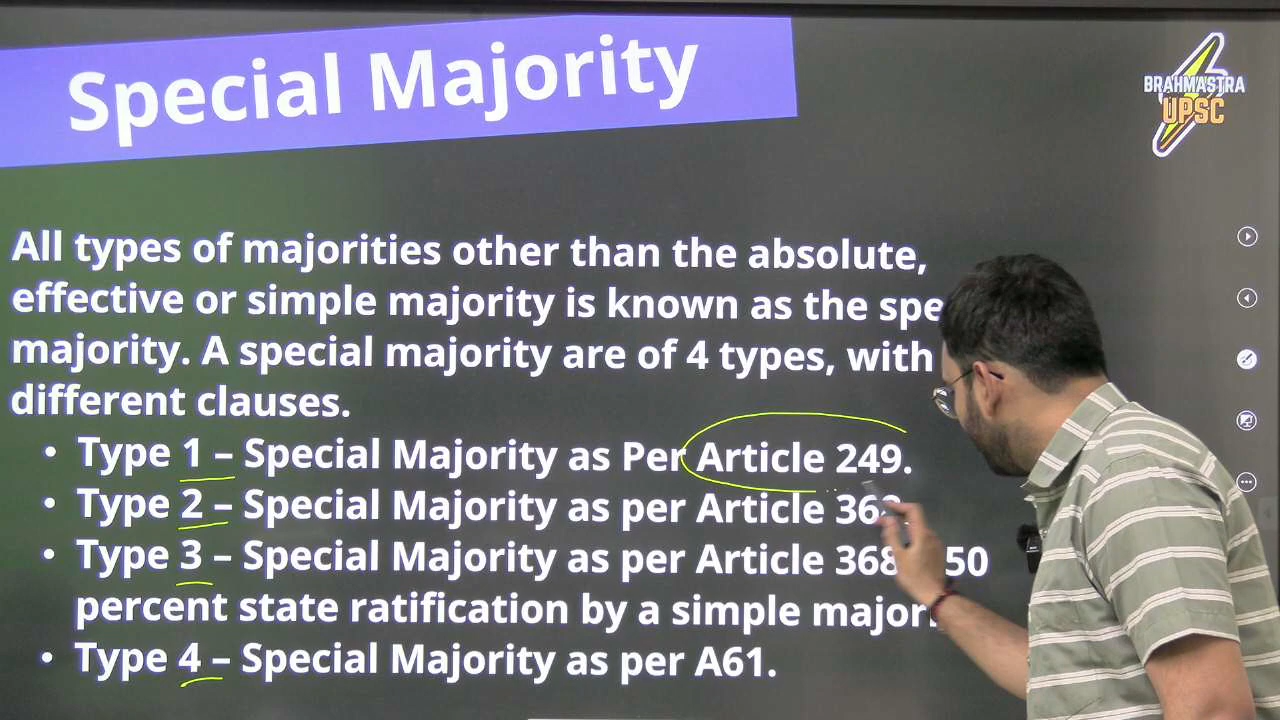 Special Majority
BRAHMASTRA
UPSC
All types of majorities other than the absolute,
effective or simple majority is known as the
majority. A special majority are of 4 types, with
different clauses.
• Type 1 – Special Majority as Per Article 249.
• Type 2 – Special Majority as per Article
• Type 3 – Special Majority as per Article 368 50
percent state ratification by a simple
• Type 4 – Special Majority as per A61.